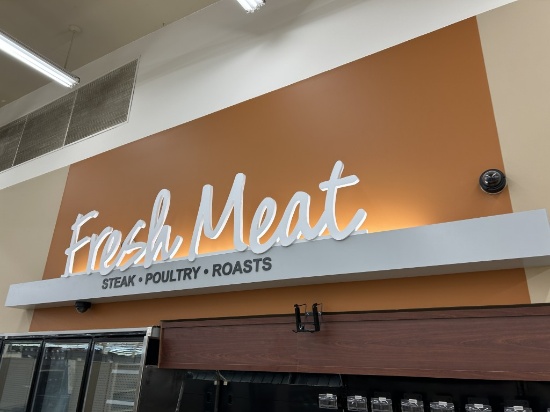 Fresh Meat
STEAK • POULTRY • ROASTS